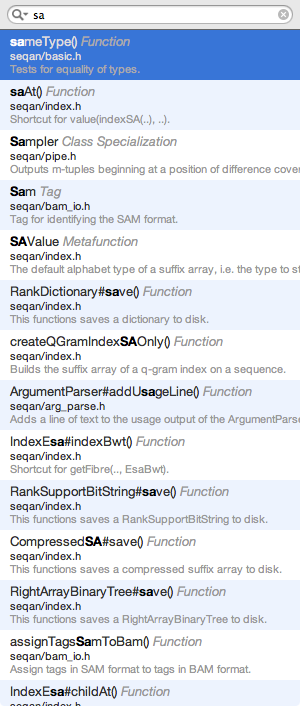 sa
sameType() Function
seqan/basic.h
Tests for equality of types.
saAt() Function
seqan/index.h
Shortcut for value(indexSA(..), ..).
Sampler Class Specialization
seqan/pipe.h
Outputs m-tuples beginning at a position of difference cove
Sam Tag
seqan/bam_io.h
Tag for identifying the SAM format.
SAValue Metafunction
seqan/index.h
The default alphabet type of a suffix array, i.e. the type to st
RankDictionary#save() Function
seqan/index.h
This functions saves a dictionary to disk.
createQGramIndexSAOnly() Function
seqan/index.h
Builds the suffix array of a q-gram index on a sequence.
ArgumentParser#addUsageLine() Function
seqan/arg_parse.h
Adds a line of text to the usage output of the ArgumentParse
IndexEsa#indexBwt() Function
seqan/index.h
Shortcut for getFibre(.., EsaBwt).
RankSupportBitString#save() Function
seqan/index.h
This functions saves a RankSupportBitString to disk.
CompressedSA#save() Function
seqan/index.h
This functions saves a compressed suffix array to disk.
RightArrayBinaryTree#save() Function
seqan/index.h
This functions saves a RightArrayBinaryTree to disk.
assignTagsSamToBam() Function
seqan/bam_io.h
Assign tags in SAM format to tags in BAM format.
IndexEsa#childAt() Function
seqan/index.h